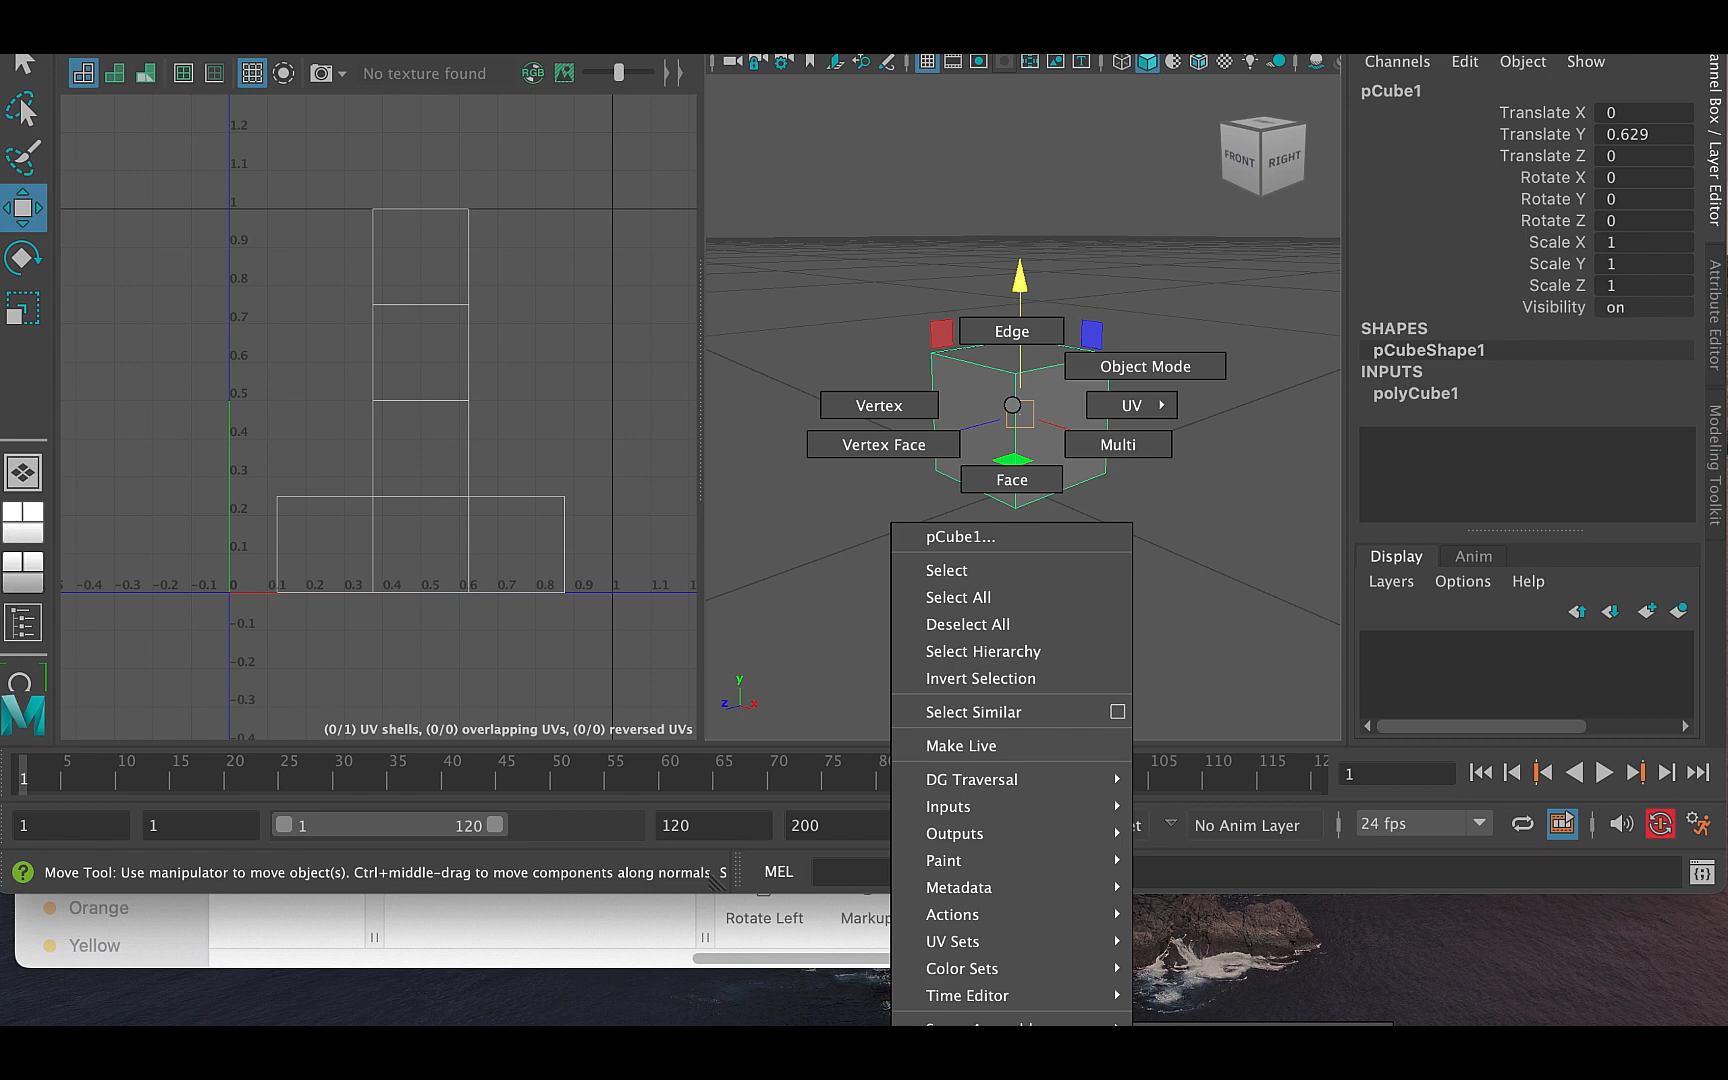 No texture found
RGB
Channels Edit Object Show
pCube1
Translate X 0
Translate Y 0.629
Translate Z 0
Rotate X 0
Rotate Y 0
Rotate Z 0
Scale X 1
Scale Y 1
Scale Z 1
Visibility on
SHAPES
pCubeShape1
INPUTS
polyCube1
annel Box / Layer Editor
Attribute Editor
Modeling Toolkit
1.2
1.1
1
0.9
0.8
0.7
0.6
0.5
0.4
0.3
0.2
0.1
-0.4 -0.3 -0.2 -0.1 0 0.1 0.2 0.3 0.4 0.5 0.6 0.7 0.8 0.9 1 1.1
-0.1
-0.2
-0.3
(0/1) UV shells, (0/0) overlapping UVs, (0/0) reversed UVs
FRONT RIGHT
Edge
Object Mode
Vertex
UV
Vertex Face
Multi
Face
y
z
x
pCube1...
Select
Select All
Deselect All
Select Hierarchy
Invert Selection
Select Similar
Make Live
DG Traversal
Inputs
Outputs
Paint
Metadata
Actions
UV Sets
Color Sets
Time Editor
Display Anim
Layers Options Help
1
5 10 15 20 25 30 35 40 45 50 55 60 65 70 75 105 110 115
1
1 1 1 120 120 200
No Anim Layer
24 fps
Move Tool: Use manipulator to move object(s). Ctrl+middle-drag to move components along normals. S
MEL
Orange
Yellow
Rotate Left
Markup
M